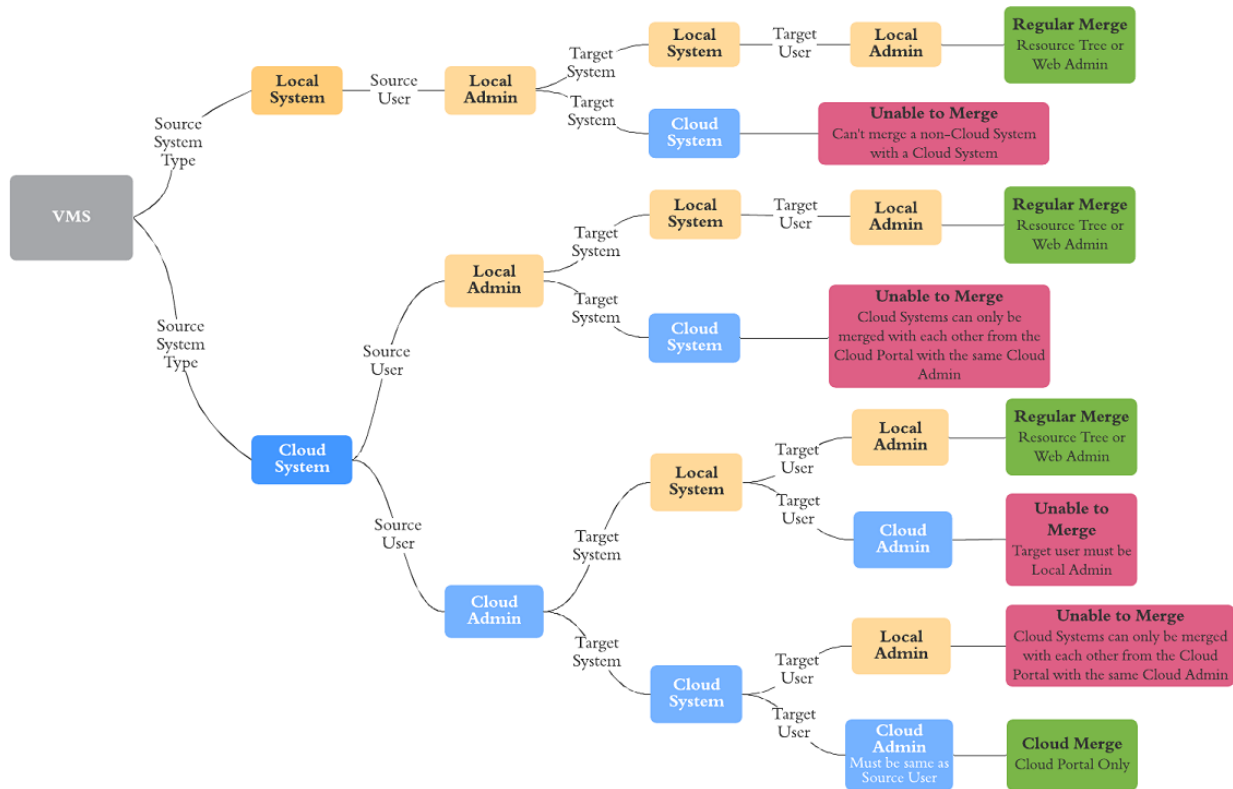 VMS
Source
System
Type
Local
System
Source
User
Local
Admin
Target
System
Local
System
Target
User
Local
Admin
Regular Merge
Resource Tree or
Web Admin
Target
System
Cloud
System
Unable to Merge
Can't merge a non-Cloud System
with a Cloud System
Source
System
Type
Cloud
System
Source
User
Local
Admin
Target
System
Local
System
Target
User
Local
Admin
Regular Merge
Resource Tree or
Web Admin
Target
System
Cloud
System
Unable to Merge
Cloud Systems can only be
merged with each other from the
Cloud Portal with the same Cloud
Admin
Source
User
Cloud
Admin
Target
System
Local
System
Target
User
Local
Admin
Regular Merge
Resource Tree or
Web Admin
Target
User
Cloud
Admin
Unable to
Merge
Target user must be
Local Admin
Target
System
Cloud
System
Target
User
Local
Admin
Unable to Merge
Cloud Systems can only be merged
with each other from the Cloud
Portal with the same Cloud Admin
Target
User
Cloud
Admin
Must be same as
Source User
Cloud Merge
Cloud Portal Only